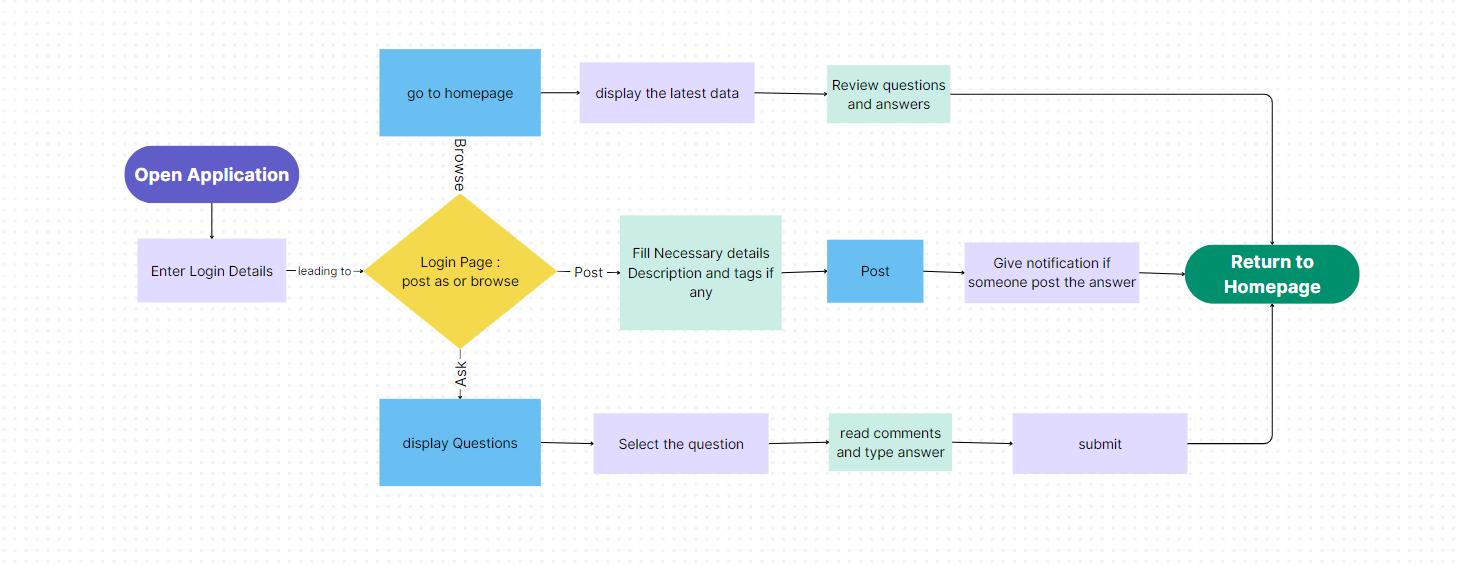 go to homepage
display the latest data
Review questions
and answers
Browse
Open Application
Enter Login Details
leading to
Login Page :
post as or browse
Post
Fill Necessary details
Description and tags if
any
Post
Give notification if
someone post the answer
Return to
Homepage
Ask
display Questions
Select the question
read comments
and type answer
submit